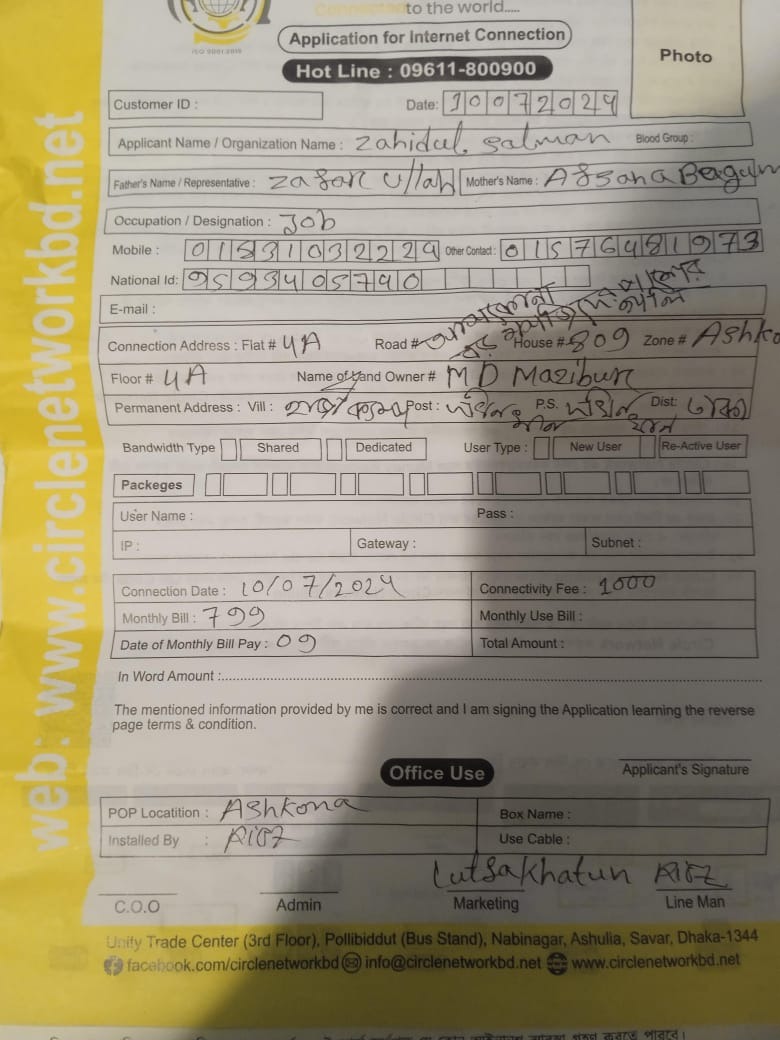 Connected to the world.....
ISO 9001:2015
Application for Internet Connection
Hot Line : 09611-800900
Photo
Customer ID :
Date: 10072024
Applicant Name / Organization Name : Zahidul Salman Blood Group :
Father's Name / Representative : Zafar Ullah Mother's Name : Afsana Begum
Occupation / Designation : Job
Mobile : 01831032229 Other Contact : 01576481973
National Id: 9593405790
E-mail :
Connection Address : Flat # 4A Road # House # 809 Zone # Ashko
Floor # 4A Name of Land Owner # MD Mazibur
Permanent Address : Vill : Post : P.S. Dist: ঢাকা
Bandwidth Type Shared Dedicated User Type : New User Re-Active User
Packeges
User Name : Pass :
IP : Gateway : Subnet :
Connection Date : 10/07/2024 Connectivity Fee : 1000
Monthly Bill : 799 Monthly Use Bill :
Date of Monthly Bill Pay : 09 Total Amount :
In Word Amount :
The mentioned information provided by me is correct and I am signing the Application learning the reverse
page terms & condition.
Office Use
Applicant's Signature
POP Locatition : Ashkona Box Name :
Installed By : Use Cable :
Lutfa Khatun
C.O.O Admin Marketing Line Man
Unity Trade Center (3rd Floor), Pollibiddut (Bus Stand), Nabinagar, Ashulia, Savar, Dhaka-1344
facebook.com/circlenetworkbd info@circlenetworkbd.net www.circlenetworkbd.net
web: www.circlenetworkbd.net